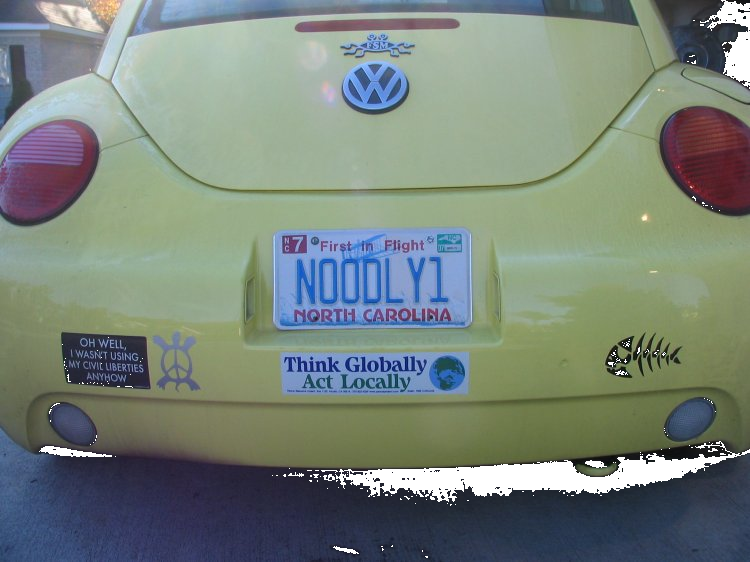 FSM
NC 7
First in Flight
NOODLY1
NORTH CAROLINA
OH WELL,
I WASN'T USING
MY CIVIL LIBERTIES
ANYHOW
Think Globally
Act Locally